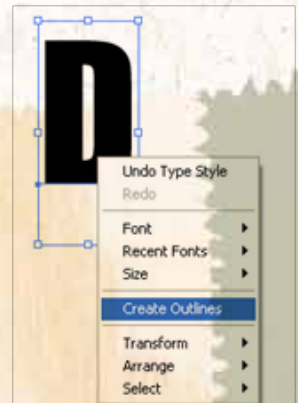 D
Undo Type Style
Redo
Font
Recent Fonts
Size
Create Outlines
Transform
Arrange
Select